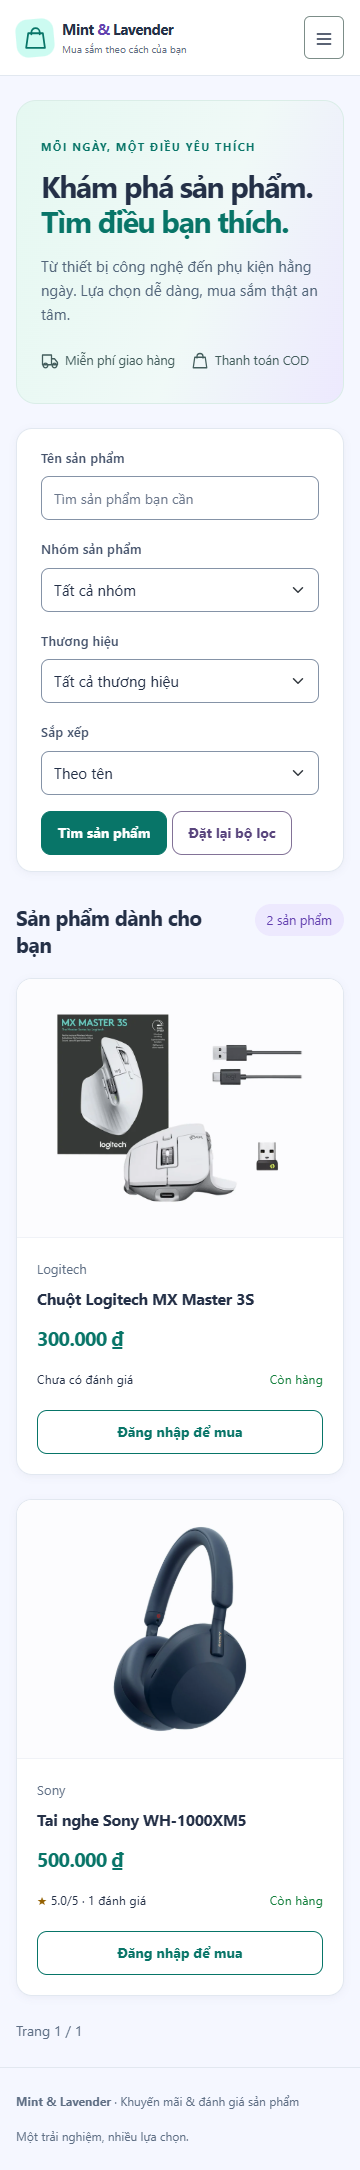 Mint & Lavender
Mua sắm theo cách của bạn
MỖI NGÀY, MỘT ĐIỀU YÊU THÍCH
Khám phá sản phẩm.
Tìm điều bạn thích.
Từ thiết bị công nghệ đến phụ kiện hằng
ngày. Lựa chọn dễ dàng, mua sắm thật an
tâm.
Miễn phí giao hàng
Thanh toán COD
Tên sản phẩm
Tìm sản phẩm bạn cần
Nhóm sản phẩm
Tất cả nhóm
Thương hiệu
Tất cả thương hiệu
Sắp xếp
Theo tên
Tìm sản phẩm
Đặt lại bộ lọc
Sản phẩm dành cho
bạn
2 sản phẩm
MX MASTER 3S
logitech
Logitech
Chuột Logitech MX Master 3S
300.000 ₫
Chưa có đánh giá
Còn hàng
Đăng nhập để mua
Sony
Tai nghe Sony WH-1000XM5
500.000 ₫
★ 5.0/5 · 1 đánh giá
Còn hàng
Đăng nhập để mua
Trang 1 / 1
Mint & Lavender · Khuyến mãi & đánh giá sản phẩm
Một trải nghiệm, nhiều lựa chọn.